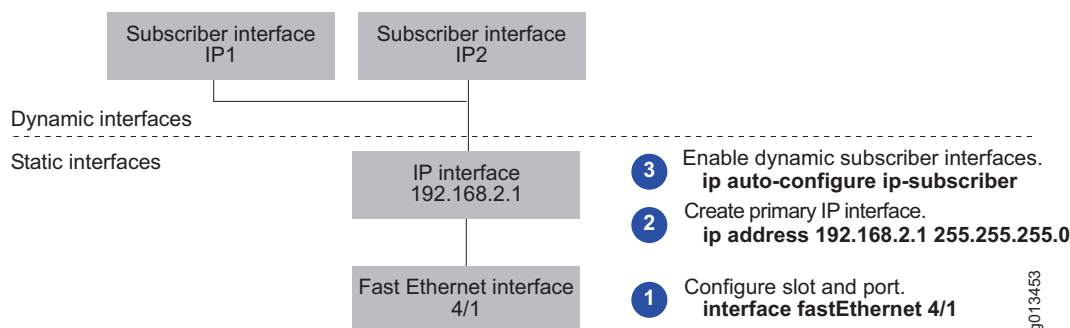 Subscriber interface
IP1
Subscriber interface
IP2
Dynamic interfaces
Static interfaces
IP interface
192.168.2.1
3 Enable dynamic subscriber interfaces.
ip auto-configure ip-subscriber
2 Create primary IP interface.
ip address 192.168.2.1 255.255.255.0
Fast Ethernet interface
4/1
1 Configure slot and port.
interface fastEthernet 4/1
g013453